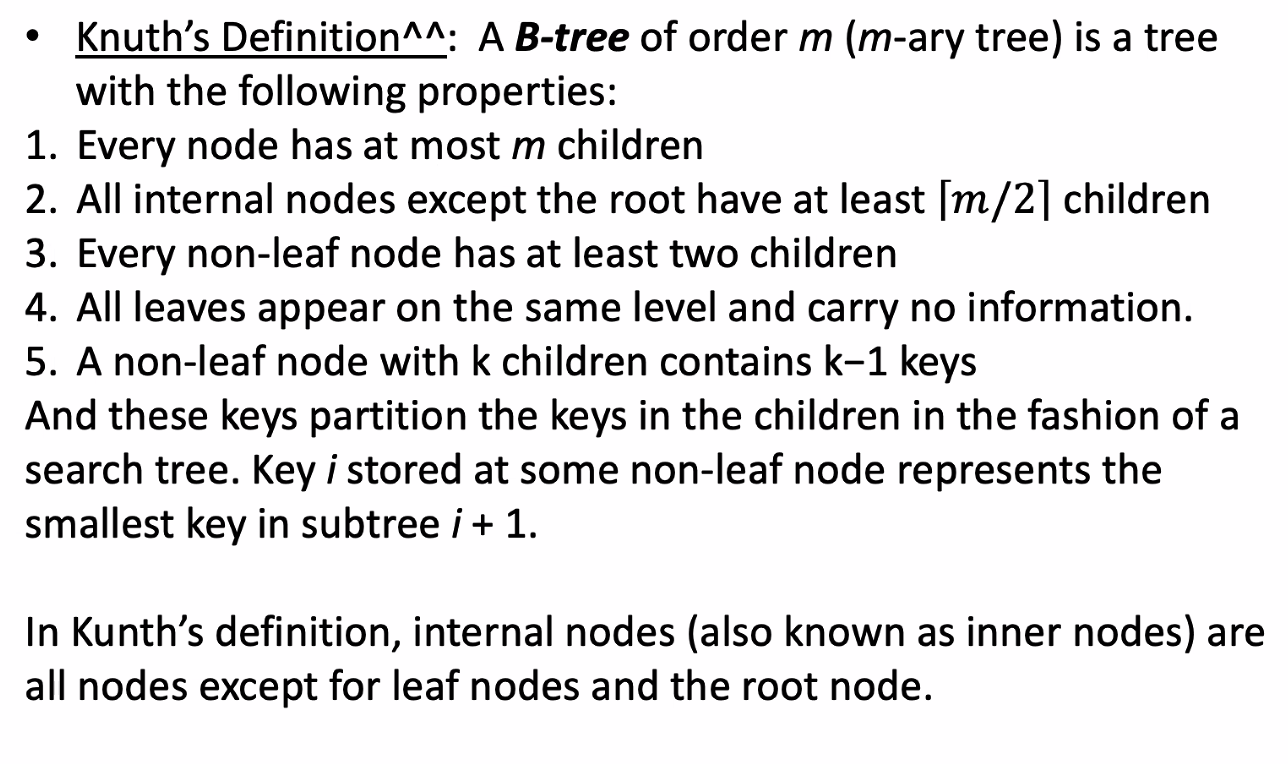 • Knuth’s Definition^^: A B-tree of order m (m-ary tree) is a tree
with the following properties:
1. Every node has at most m children
2. All internal nodes except the root have at least ⌈m/2⌉ children
3. Every non-leaf node has at least two children
4. All leaves appear on the same level and carry no information.
5. A non-leaf node with k children contains k−1 keys
And these keys partition the keys in the children in the fashion of a
search tree. Key i stored at some non-leaf node represents the
smallest key in subtree i + 1.
In Kunth’s definition, internal nodes (also known as inner nodes) are
all nodes except for leaf nodes and the root node.